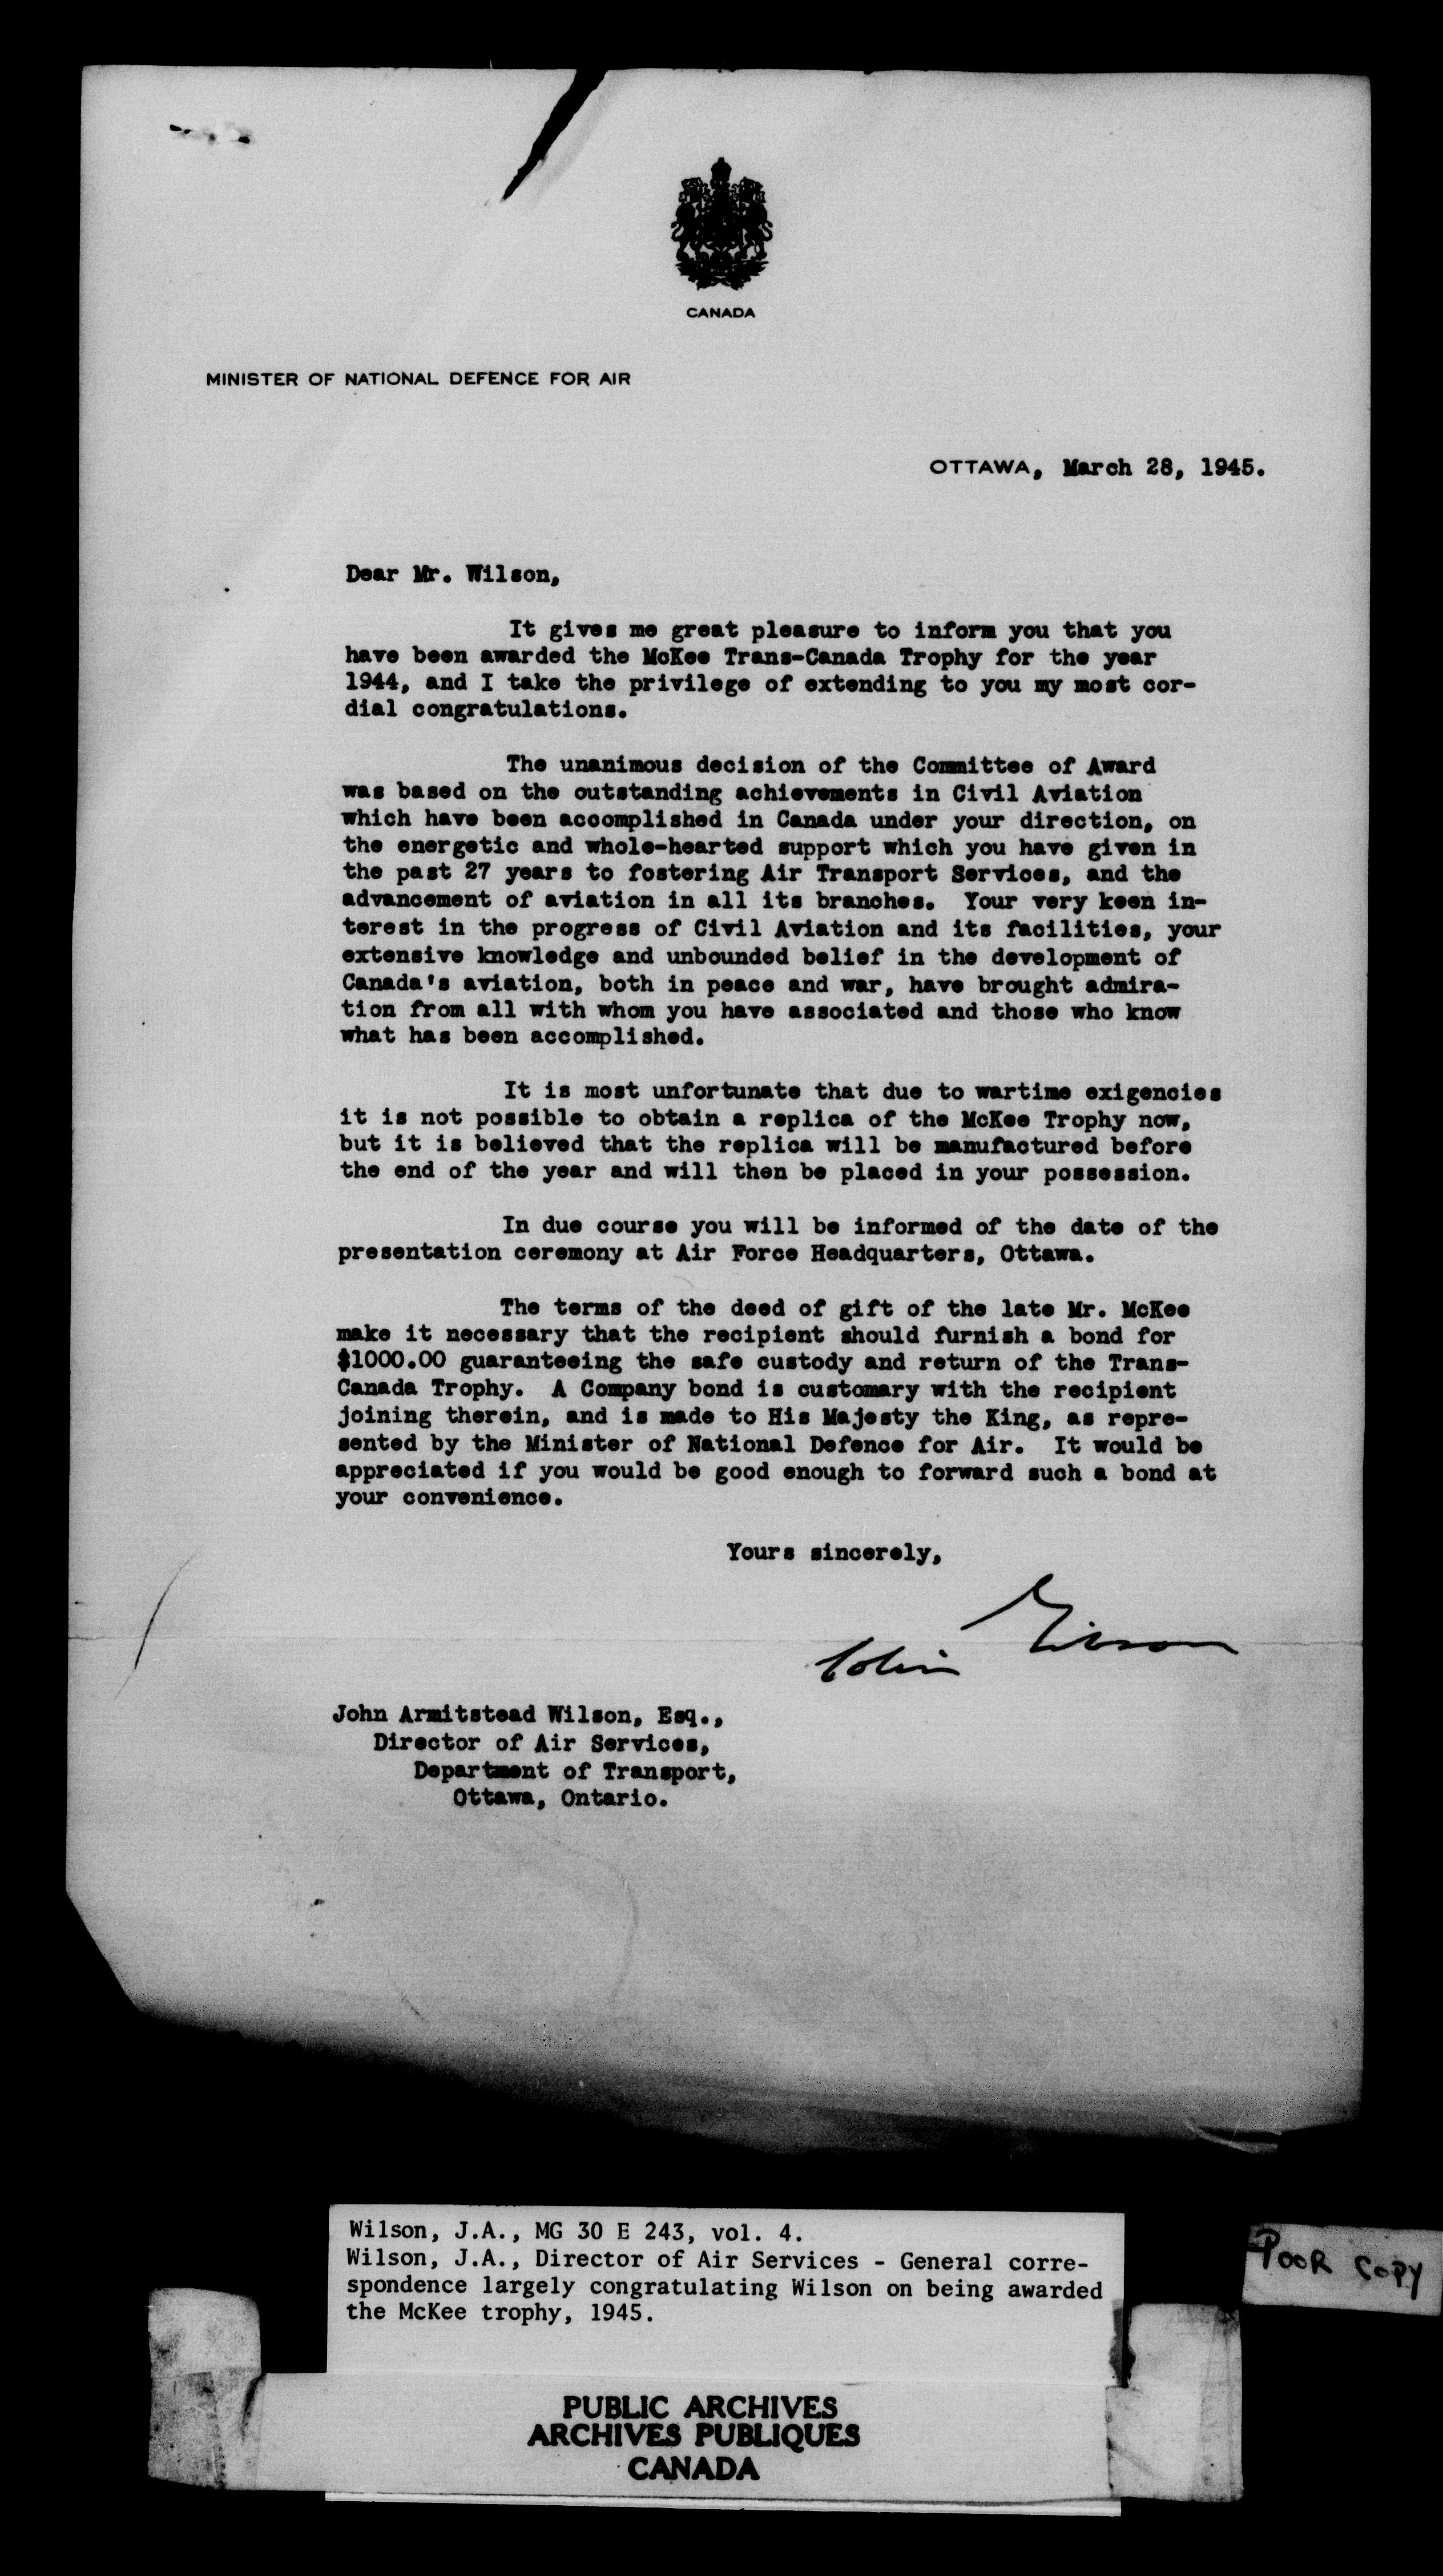 CANADA
MINISTER OF NATIONAL DEFENCE FOR AIR
OTTAWA, March 28, 1945.
Dear Mr. Wilson,
It gives me great pleasure to inform you that you
have been awarded the McKee Trans-Canada Trophy for the year
1944, and I take the privilege of extending to you my most cor-
dial congratulations.
The unanimous decision of the Committee of Award
was based on the outstanding achievements in Civil Aviation
which have been accomplished in Canada under your direction, on
the energetic and whole-hearted support which you have given in
the past 27 years to fostering Air Transport Services, and the
advancement of aviation in all its branches. Your very keen in-
terest in the progress of Civil Aviation and its facilities, your
extensive knowledge and unbounded belief in the development of
Canada's aviation, both in peace and war, have brought admira-
tion from all with whom you have associated and those who know
what has been accomplished.
It is most unfortunate that due to wartime exigencies
it is not possible to obtain a replica of the McKee Trophy now,
but it is believed that the replica will be manufactured before
the end of the year and will then be placed in your possession.
In due course you will be informed of the date of the
presentation ceremony at Air Force Headquarters, Ottawa.
The terms of the deed of gift of the late Mr. McKee
make it necessary that the recipient should furnish a bond for
$1000.00 guaranteeing the safe custody and return of the Trans-
Canada Trophy. A Company bond is customary with the recipient
joining therein, and is made to His Majesty the King, as repre-
sented by the Minister of National Defence for Air. It would be
appreciated if you would be good enough to forward such a bond at
your convenience.
Yours sincerely,
Colin Gibson
John Armitstead Wilson, Esq.,
Director of Air Services,
Department of Transport,
Ottawa, Ontario.
Wilson, J.A., MG 30 E 243, vol. 4.
Wilson, J.A., Director of Air Services - General corre-
spondence largely congratulating Wilson on being awarded
the McKee trophy, 1945.
POOR COPY
PUBLIC ARCHIVES
ARCHIVES PUBLIQUES
CANADA